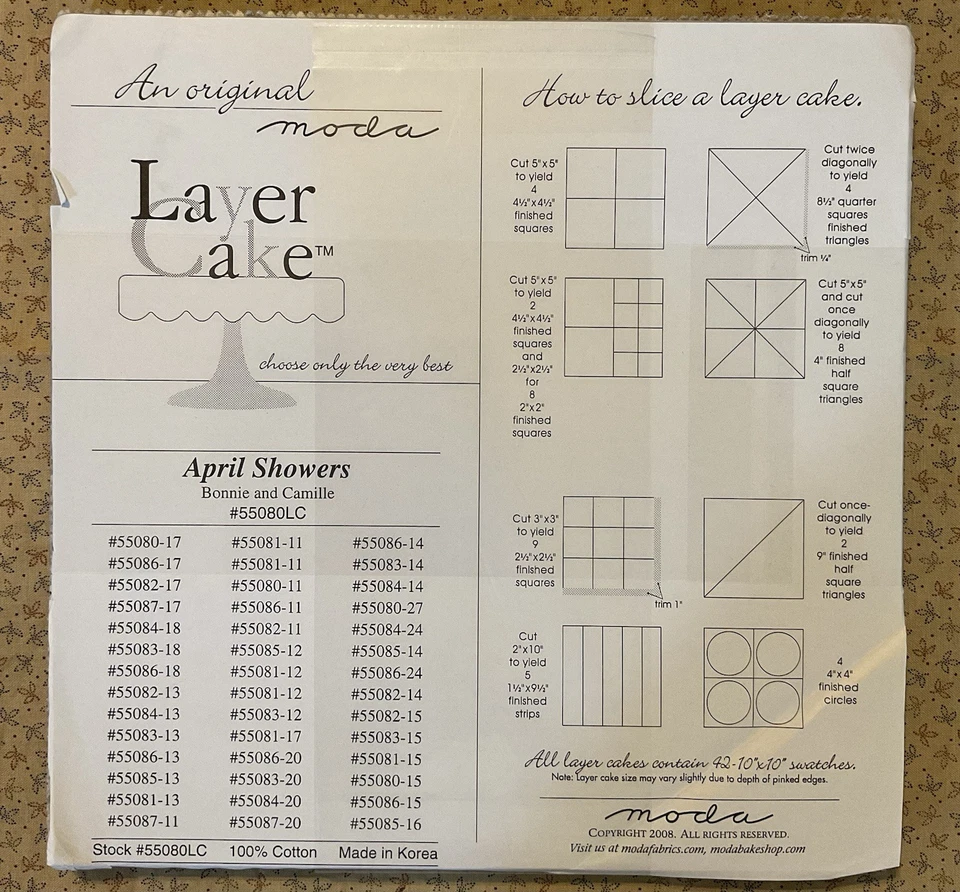 An original
moda
Layer
Cake™
choose only the very best
April Showers
Bonnie and Camille
#55080LC
#55080-17 #55081-11 #55086-14
#55086-17 #55081-11 #55083-14
#55082-17 #55080-11 #55084-14
#55087-17 #55086-11 #55080-27
#55084-18 #55082-11 #55084-24
#55083-18 #55085-12 #55085-14
#55086-18 #55081-12 #55086-24
#55082-13 #55081-12 #55082-14
#55084-13 #55083-12 #55082-15
#55083-13 #55081-17 #55083-15
#55086-13 #55086-20 #55081-15
#55085-13 #55083-20 #55080-15
#55081-13 #55084-20 #55086-15
#55087-11 #55087-20 #55085-16
Stock #55080LC 100% Cotton Made in Korea
How to slice a layer cake.
Cut 5"x5"
to yield
4
4½"x4½"
finished
squares
Cut twice
diagonally
to yield
4
8½" quarter
squares
finished
triangles
trim ¼"
Cut 5"x5"
to yield
2
4½"x4½"
finished
squares
and
2½"x2½"
for
8
2"x2"
finished
squares
Cut 5"x5"
and cut
once
diagonally
to yield
8
4" finished
half
square
triangles
Cut 3"x3"
to yield
9
2½"x2½"
finished
squares
trim 1"
Cut once-
diagonally
to yield
2
9" finished
half
square
triangles
Cut
2"x10"
to yield
5
1½"x9½"
finished
strips
4
4"x4"
finished
circles
All layer cakes contain 42-10"x10" swatches.
Note: Layer cake size may vary slightly due to depth of pinked edges.
moda
COPYRIGHT 2008. ALL RIGHTS RESERVED.
Visit us at modafabrics.com, modabakeshop.com